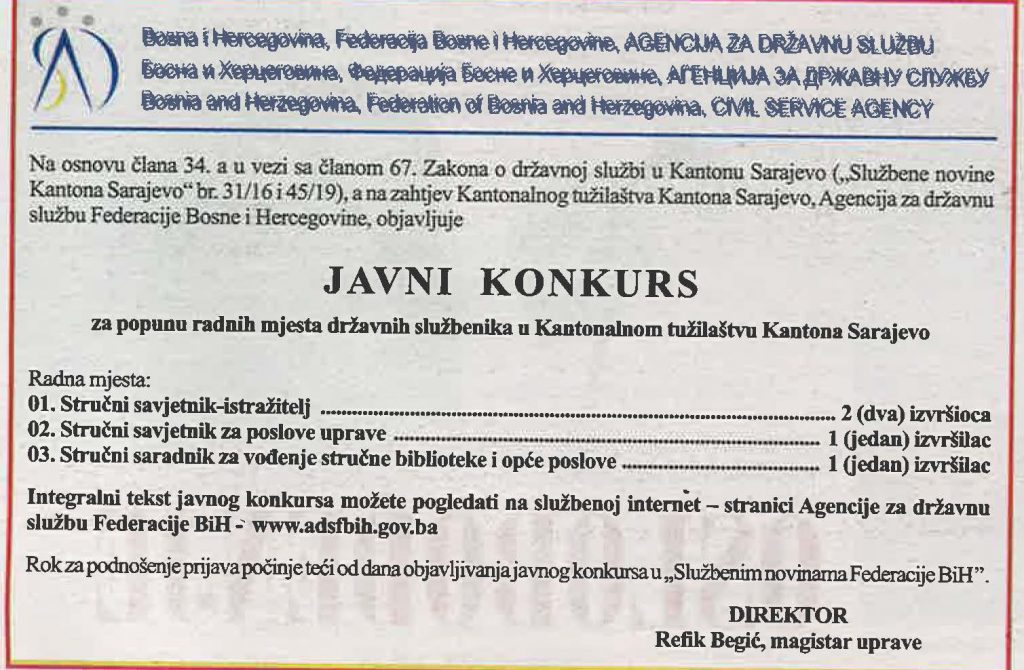 Bosna i Hercegovina, Federacija Bosne i Hercegovine, AGENCIJA ZA DRŽAVNU SLUŽBU
Босна и Херцеговина, Федерација Босне и Херцеговине, АГЕНЦИЈА ЗА ДРЖАВНУ СЛУЖБУ
Bosnia and Herzegovina, Federation of Bosnia and Herzegovina, CIVIL SERVICE AGENCY
Na osnovu člana 34. a u vezi sa članom 67. Zakona o državnoj službi u Kantonu Sarajevo („Službene novine
Kantona Sarajevo“ br. 31/16 i 45/19), a na zahtjev Kantonalnog tužilaštva Kantona Sarajevo, Agencija za državnu
službu Federacije Bosne i Hercegovine, objavljuje
JAVNI KONKURS
za popunu radnih mjesta državnih službenika u Kantonalnom tužilaštvu Kantona Sarajevo
Radna mjesta:
01. Stručni savjetnik-istražitelj ........................................ 2 (dva) izvršioca
02. Stručni savjetnik za poslove uprave ........................................ 1 (jedan) izvršilac
03. Stručni saradnik za vođenje stručne biblioteke i opće poslove .................... 1 (jedan) izvršilac
Integralni tekst javnog konkursa možete pogledati na službenoj internet – stranici Agencije za državnu
službu Federacije BiH - www.adsfbih.gov.ba
Rok za podnošenje prijava počinje teći od dana objavljivanja javnog konkursa u „Službenim novinama Federacije BiH”.
DIREKTOR
Refik Begić, magistar uprave